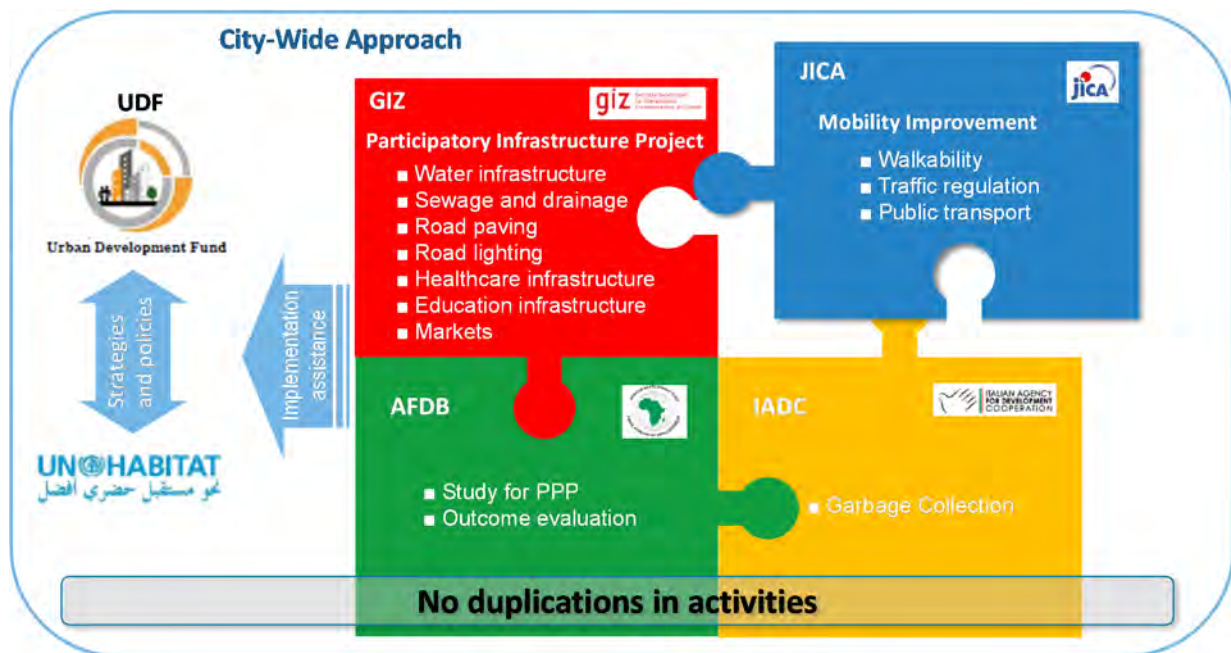 City-Wide Approach
UDF
Urban Development Fund
Strategies
and policies
UN HABITAT
نحو مستقبل حضري أفضل
Implementation
assistance
GIZ
giz
Participatory Infrastructure Project
■ Water infrastructure
■ Sewage and drainage
■ Road paving
■ Road lighting
■ Healthcare infrastructure
■ Education infrastructure
■ Markets
JICA
jica
Mobility Improvement
■ Walkability
■ Traffic regulation
■ Public transport
AFDB
■ Study for PPP
■ Outcome evaluation
IADC
ITALIAN AGENCY
FOR DEVELOPMENT
COOPERATION
■ Garbage Collection
No duplications in activities